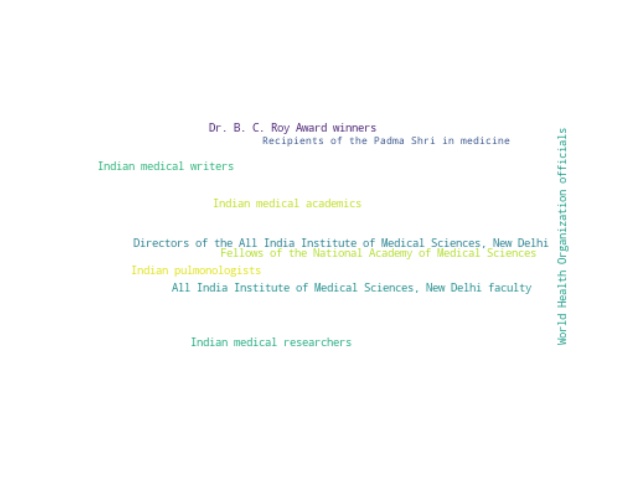 Dr. B. C. Roy Award winners
Recipients of the Padma Shri in medicine
Indian medical writers
Indian medical academics
Directors of the All India Institute of Medical Sciences, New Delhi
Fellows of the National Academy of Medical Sciences
Indian pulmonologists
All India Institute of Medical Sciences, New Delhi faculty
Indian medical researchers
World Health Organization officials